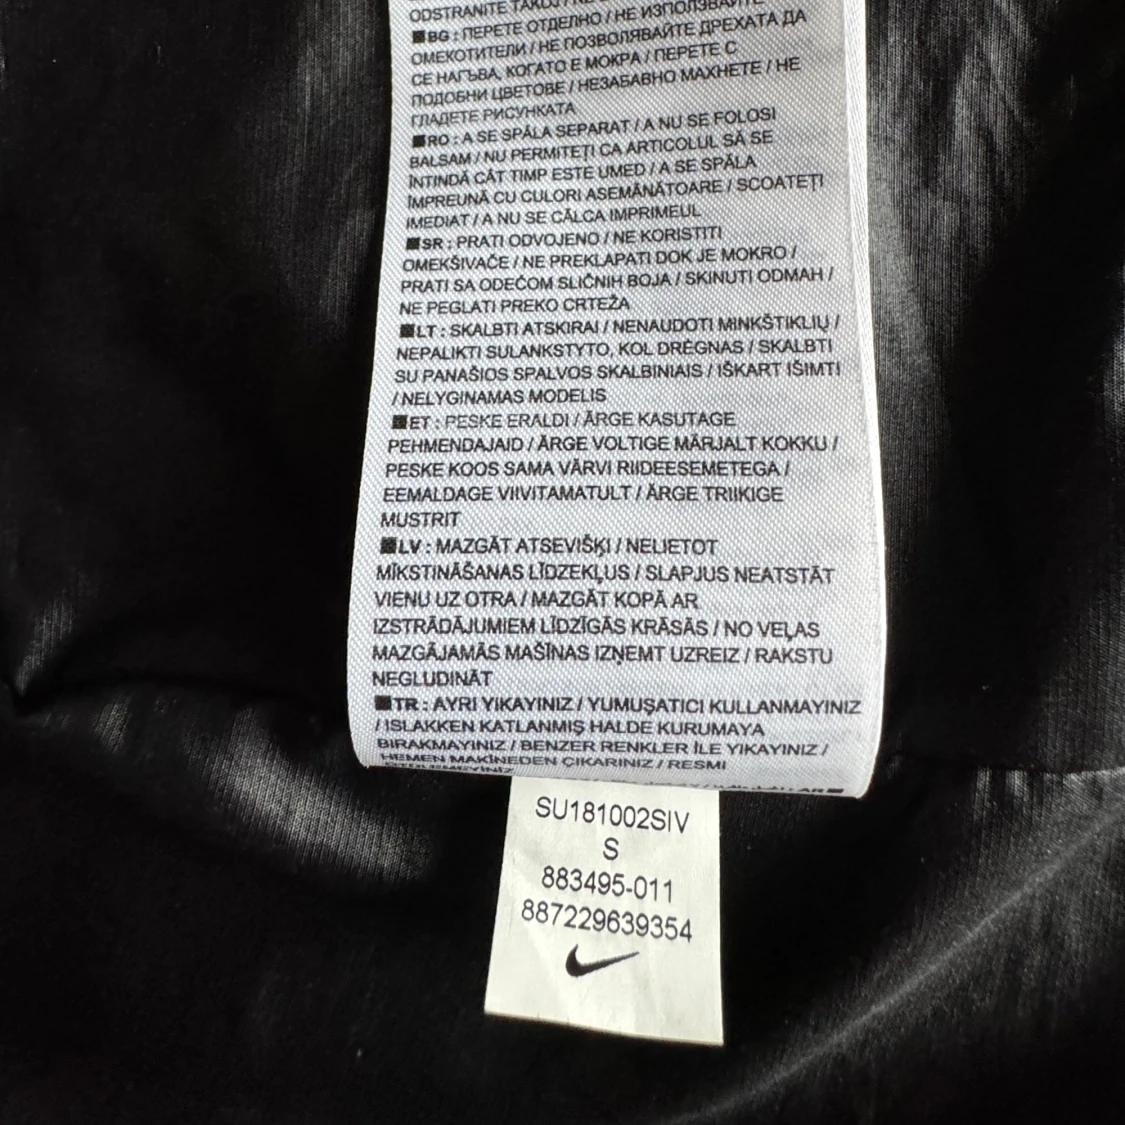 ODSTRANITE TAKOJ / NE
■BG : ПЕРЕТЕ ОТДЕЛНО / НЕ ИЗПОЛЗВАЙТЕ
ОМЕКОТИТЕЛИ / НЕ ПОЗВОЛЯВАЙТЕ ДРЕХАТА ДА
СЕ НАГЪВА, КОГАТО Е МОКРА / ПЕРЕТЕ С
ПОДОБНИ ЦВЕТОВЕ / НЕЗАБАВНО МАХНЕТЕ / НЕ
ГЛАДЕТЕ РИСУНКАТА
■RO : A SE SPĂLA SEPARAT / A NU SE FOLOSI
BALSAM / NU PERMITEȚI CA ARTICOLUL SĂ SE
ÎNTINDĂ CÂT TIMP ESTE UMED / A SE SPĂLA
ÎMPREUNĂ CU CULORI ASEMĂNĂTOARE / SCOATEȚI
IMEDIAT / A NU SE CĂLCA IMPRIMEUL
■SR : PRATI ODVOJENO / NE KORISTITI
OMEKŠIVAČE / NE PREKLAPATI DOK JE MOKRO /
PRATI SA ODEĆOM SLIČNIH BOJA / SKINUTI ODMAH /
NE PEGLATI PREKO CRTEŽA
■LT : SKALBTI ATSKIRAI / NENAUDOTI MINKŠTIKLIŲ /
NEPALIKTI SULANKSTYTO, KOL DRĖGNAS / SKALBTI
SU PANAŠIOS SPALVOS SKALBINIAIS / IŠKART IŠIMTI
/ NELYGINAMAS MODELIS
■ET : PESKE ERALDI / ÄRGE KASUTAGE
PEHMENDAJAID / ÄRGE VOLTIGE MÄRJALT KOKKU /
PESKE KOOS SAMA VÄRVI RIIDEESEMETEGA /
EEMALDAGE VIIVITAMATULT / ÄRGE TRIIKIGE
MUSTRIT
■LV : MAZGĀT ATSEVIŠĶI / NELIETOT
MĪKSTINĀŠANAS LĪDZEKĻUS / SLAPJUS NEATSTĀT
VIENU UZ OTRA / MAZGĀT KOPĀ AR
IZSTRĀDĀJUMIEM LĪDZĪGĀS KRĀSĀS / NO VEĻAS
MAZGĀJAMĀS MAŠĪNAS IZŅEMT UZREIZ / RAKSTU
NEGLUDINĀT
■TR : AYRI YIKAYINIZ / YUMUŞATICI KULLANMAYINIZ
/ ISLAKKEN KATLANMIŞ HALDE KURUMAYA
BIRAKMAYINIZ / BENZER RENKLER İLE YIKAYINIZ /
HEMEN MAKİNEDEN ÇIKARINIZ / RESMI
AR■
SU181002SIV
S
883495-011
887229639354